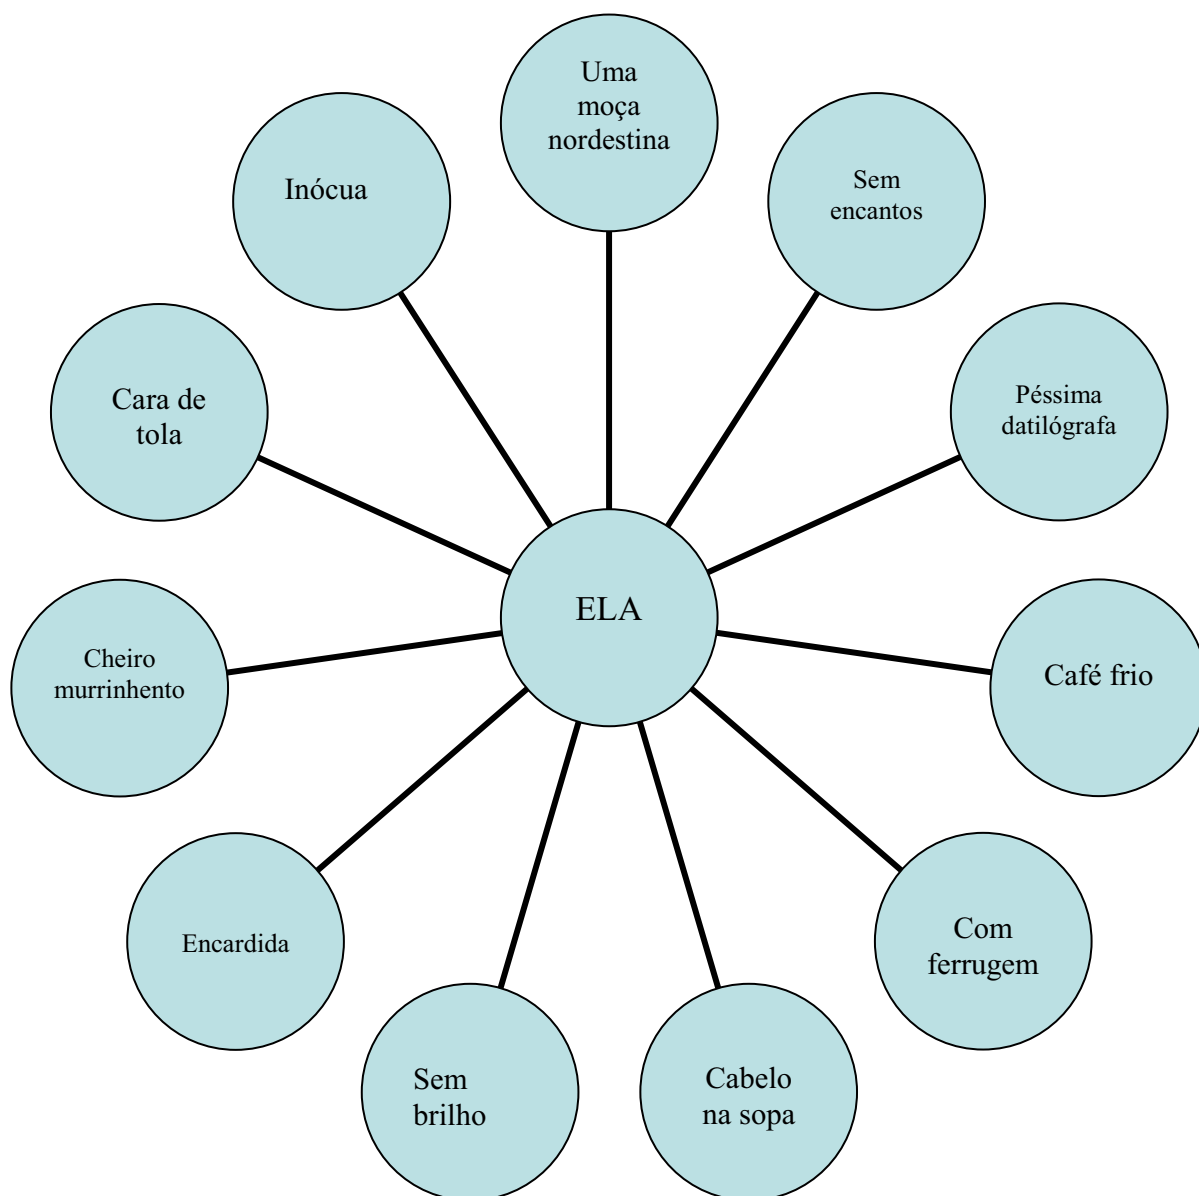 Uma
moça
nordestina
Sem
encantos
Péssima
datilógrafa
Café frio
Com
ferrugem
Cabelo
na sopa
Sem
brilho
Encardida
Cheiro
murrinhento
Cara de
tola
Inócua
ELA